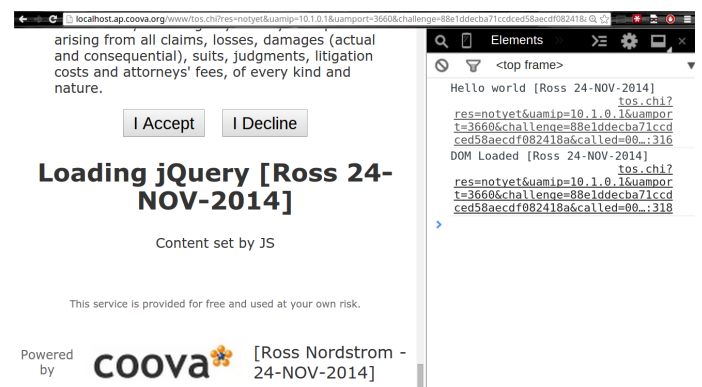 localhost.ap.coova.org/www/tos.chi?res=notyet&uamip=10.1.0.1&uamport=3660&challenge=88e1ddecba71ccdced58aecdf082418a
arising from all claims, losses, damages (actual
and consequential), suits, judgments, litigation
costs and attorneys' fees, of every kind and
nature.
I Accept I Decline
Loading jQuery [Ross 24-
NOV-2014]
Content set by JS
This service is provided for free and used at your own risk.
Powered
by
coova
[Ross Nordstrom -
24-NOV-2014]
Elements
<top frame>
Hello world [Ross 24-NOV-2014]
tos.chi?
res=notyet&uamip=10.1.0.1&uampor
t=3660&challenge=88e1ddecba71ccd
ced58aecdf082418a&called=00…:316
DOM Loaded [Ross 24-NOV-2014]
tos.chi?
res=notyet&uamip=10.1.0.1&uampor
t=3660&challenge=88e1ddecba71ccd
ced58aecdf082418a&called=00…:318